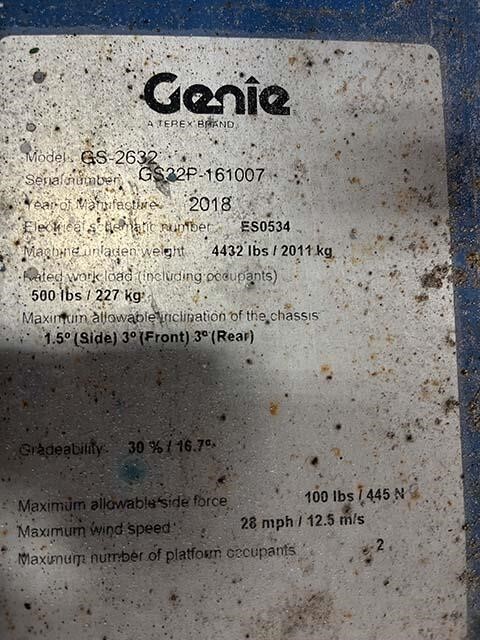 Genie
A TEREX BRAND
Model: GS-2632
Serial number: GS32P-161007
Year of Manufacture: 2018
Electrical schematic number: ES0534
Machine unladen weight: 4432 lbs / 2011 kg
Rated work load (including occupants)
500 lbs / 227 kg
Maximum allowable inclination of the chassis:
1.5º (Side) 3º (Front) 3º (Rear)
Gradeability: 30 % / 16.7º
Maximum allowable side force 100 lbs / 445 N
Maximum wind speed 28 mph / 12.5 m/s
Maximum number of platform occupants 2